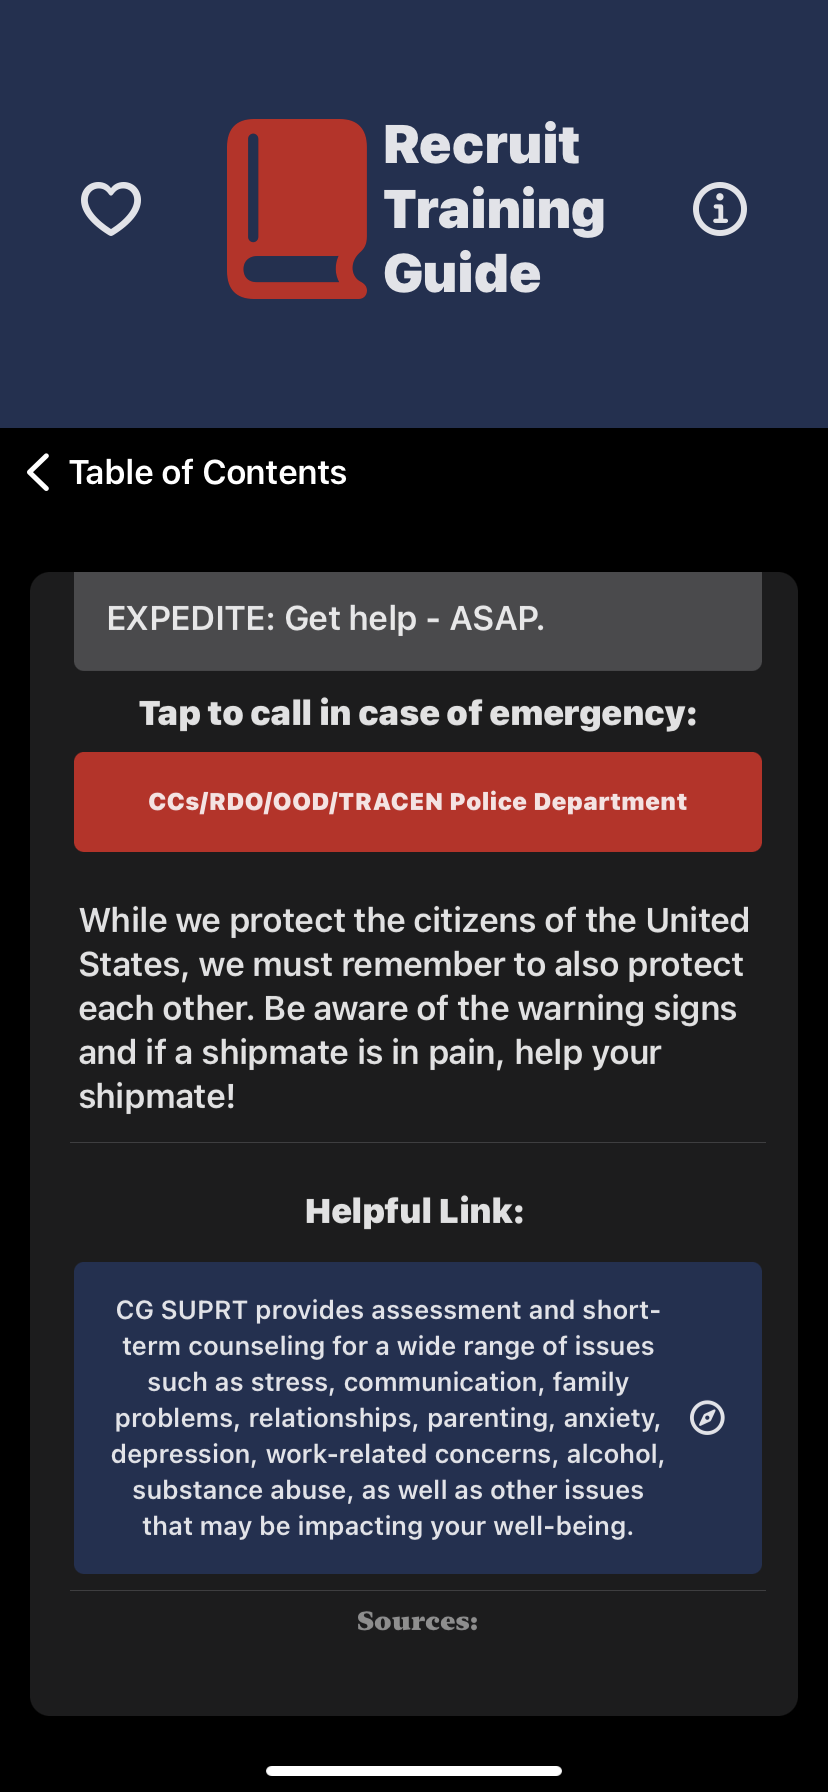 Recruit
Training
Guide
Table of Contents
EXPEDITE: Get help - ASAP.
Tap to call in case of emergency:
CCs/RDO/OOD/TRACEN Police Department
While we protect the citizens of the United
States, we must remember to also protect
each other. Be aware of the warning signs
and if a shipmate is in pain, help your
shipmate!
Helpful Link:
CG SUPRT provides assessment and short-
term counseling for a wide range of issues
such as stress, communication, family
problems, relationships, parenting, anxiety,
depression, work-related concerns, alcohol,
substance abuse, as well as other issues
that may be impacting your well-being.
Sources: